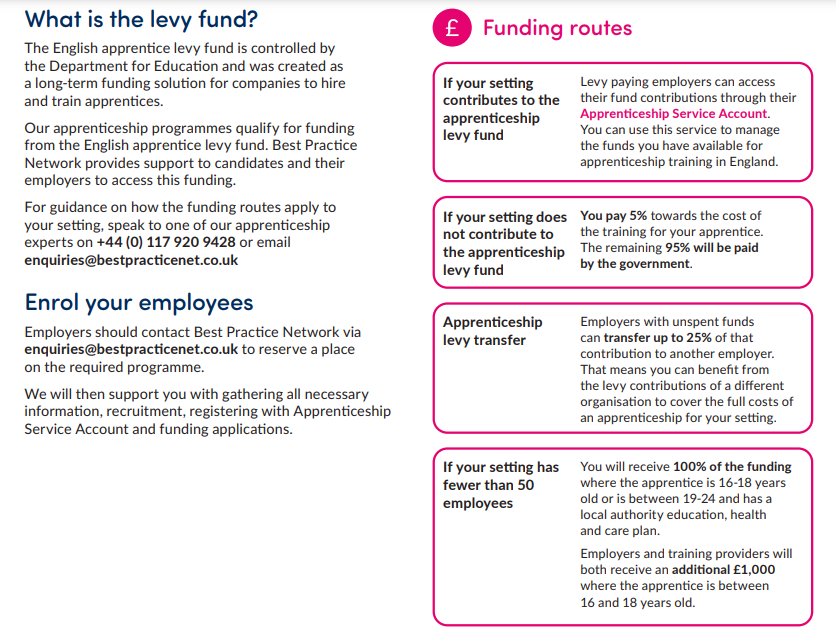 What is the levy fund?
The English apprentice levy fund is controlled by
the Department for Education and was created as
a long-term funding solution for companies to hire
and train apprentices.
Our apprenticeship programmes qualify for funding
from the English apprentice levy fund. Best Practice
Network provides support to candidates and their
employers to access this funding.
For guidance on how the funding routes apply to
your setting, speak to one of our apprenticeship
experts on +44 (0) 117 920 9428 or email
enquiries@bestpracticenet.co.uk
Enrol your employees
Employers should contact Best Practice Network via
enquiries@bestpracticenet.co.uk to reserve a place
on the required programme.
We will then support you with gathering all necessary
information, recruitment, registering with Apprenticeship
Service Account and funding applications.
£ Funding routes
If your setting
contributes to the
apprenticeship
levy fund
Levy paying employers can access
their fund contributions through their
Apprenticeship Service Account.
You can use this service to manage
the funds you have available for
apprenticeship training in England.
If your setting does
not contribute to
the apprenticeship
levy fund
You pay 5% towards the cost of
the training for your apprentice.
The remaining 95% will be paid
by the government.
Apprenticeship
levy transfer
Employers with unspent funds
can transfer up to 25% of that
contribution to another employer.
That means you can benefit from
the levy contributions of a different
organisation to cover the full costs of
an apprenticeship for your setting.
If your setting has
fewer than 50
employees
You will receive 100% of the funding
where the apprentice is 16-18 years
old or is between 19-24 and has a
local authority education, health
and care plan.
Employers and training providers will
both receive an additional £1,000
where the apprentice is between
16 and 18 years old.